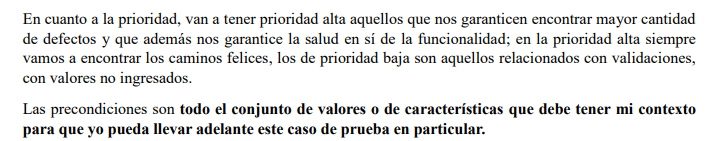 En cuanto a la prioridad, van a tener prioridad alta aquellos que nos garanticen encontrar mayor cantidad
de defectos y que además nos garantice la salud en sí de la funcionalidad; en la prioridad alta siempre
vamos a encontrar los caminos felices, los de prioridad baja son aquellos relacionados con validaciones,
con valores no ingresados.
Las precondiciones son todo el conjunto de valores o de características que debe tener mi contexto
para que yo pueda llevar adelante este caso de prueba en particular.